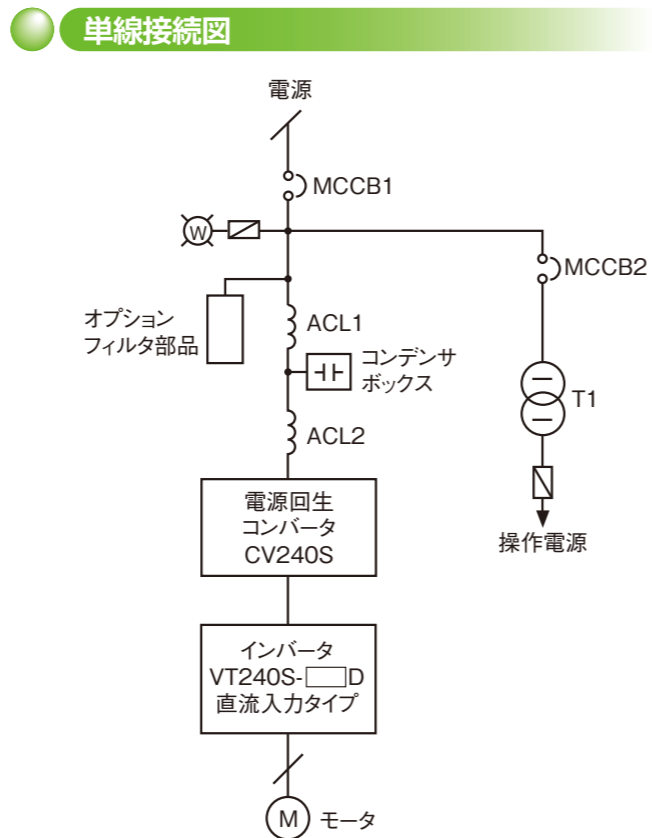 単線接続図
電源
MCCB1
W
MCCB2
オプション
フィルタ部品
ACL1
コンデンサ
ボックス
T1
ACL2
電源回生
コンバータ
CV240S
操作電源
インバータ
VT240S-□D
直流入力タイプ
M
モータ